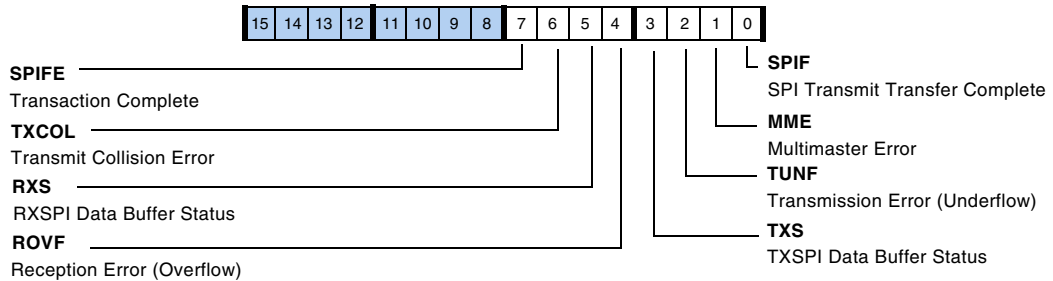 15 14 13 12 11 10 9 8 7 6 5 4 3 2 1 0
SPIFE
Transaction Complete
TXCOL
Transmit Collision Error
RXS
RXSPI Data Buffer Status
ROVF
Reception Error (Overflow)
SPIF
SPI Transmit Transfer Complete
MME
Multimaster Error
TUNF
Transmission Error (Underflow)
TXS
TXSPI Data Buffer Status